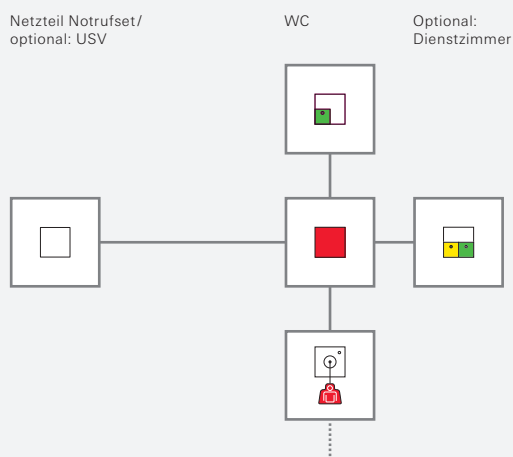 Netzteil Notrufset/
optional: USV
WC
Optional:
Dienstzimmer